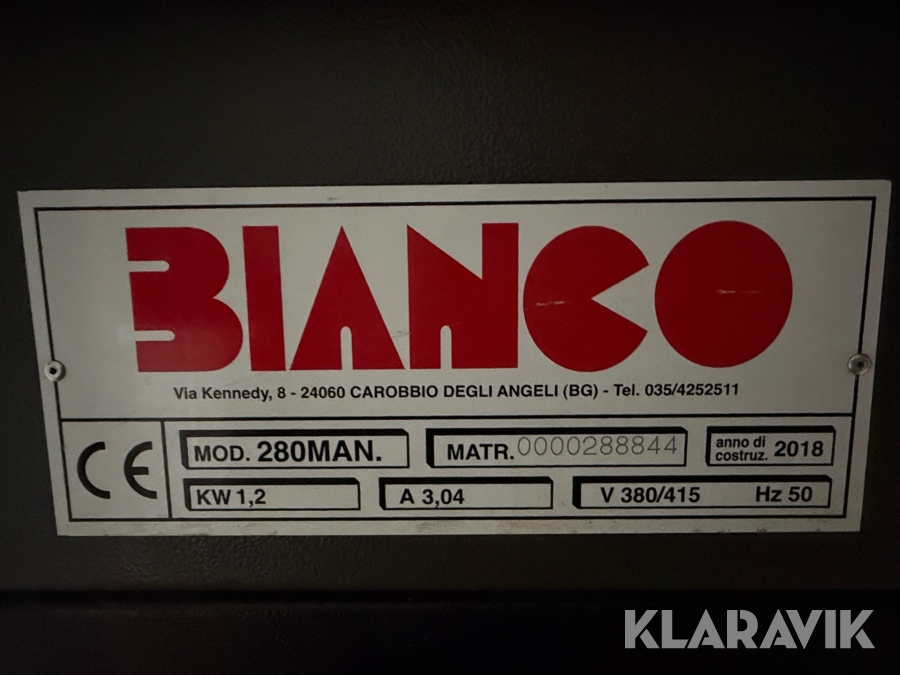 BIANCO
Via Kennedy, 8 - 24060 CAROBBIO DEGLI ANGELI (BG) - Tel. 035/4252511
CE
MOD. 280MAN.
MATR. 0000288844
anno di
costruz. 2018
KW 1,2
A 3,04
V 380/415 Hz 50
KLARAVIK